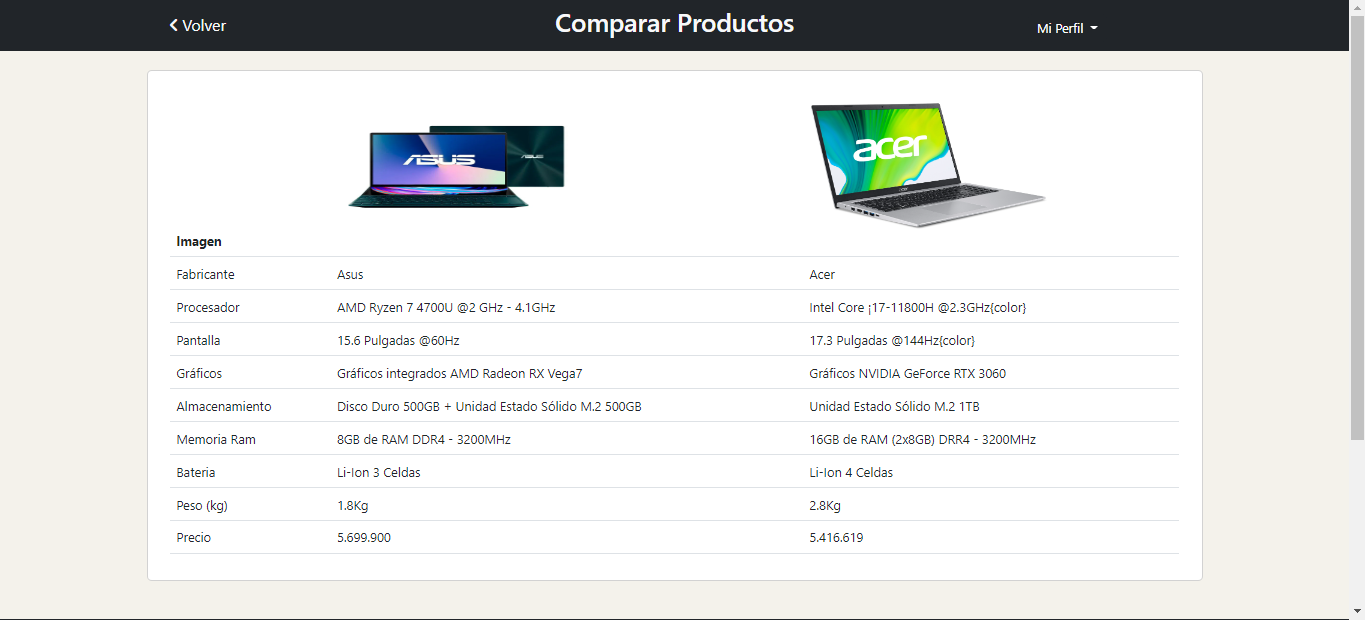 Volver
Comparar Productos
Mi Perfil
ASUS
ASUS
acer
acer
Imagen
Fabricante Asus Acer
Procesador AMD Ryzen 7 4700U @2 GHz - 4.1GHz Intel Core ¡17-11800H @2.3GHz{color}
Pantalla 15.6 Pulgadas @60Hz 17.3 Pulgadas @144Hz{color}
Gráficos Gráficos integrados AMD Radeon RX Vega7 Gráficos NVIDIA GeForce RTX 3060
Almacenamiento Disco Duro 500GB + Unidad Estado Sólido M.2 500GB Unidad Estado Sólido M.2 1TB
Memoria Ram 8GB de RAM DDR4 - 3200MHz 16GB de RAM (2x8GB) DRR4 - 3200MHz
Bateria Li-Ion 3 Celdas Li-Ion 4 Celdas
Peso (kg) 1.8Kg 2.8Kg
Precio 5.699.900 5.416.619